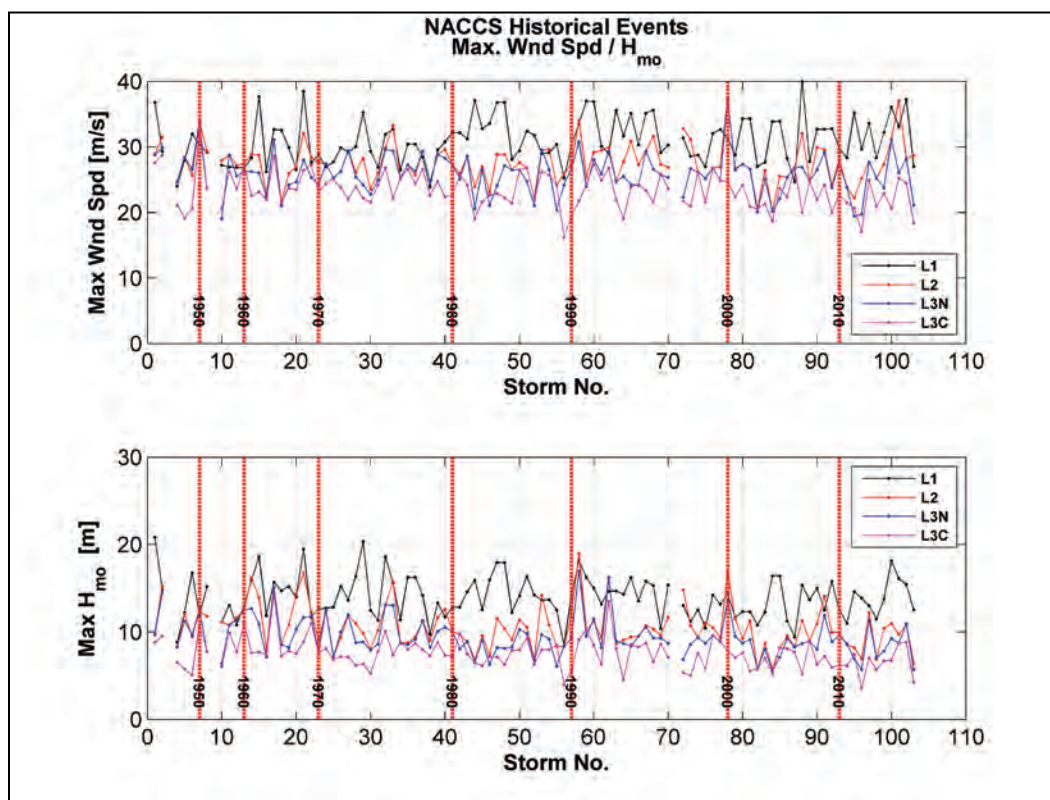 NACCS Historical Events
Max. Wnd Spd / Hmo
Max Wnd Spd [m/s]
40
30
20
10
0
1950
1960
1970
1980
1990
2000
2010
L1
L2
L3N
L3C
0 10 20 30 40 50 60 70 80 90 100 110
Storm No.
Max Hmo [m]
30
20
10
0
1950
1960
1970
1980
1990
2000
2010
L1
L2
L3N
L3C
0 10 20 30 40 50 60 70 80 90 100 110
Storm No.